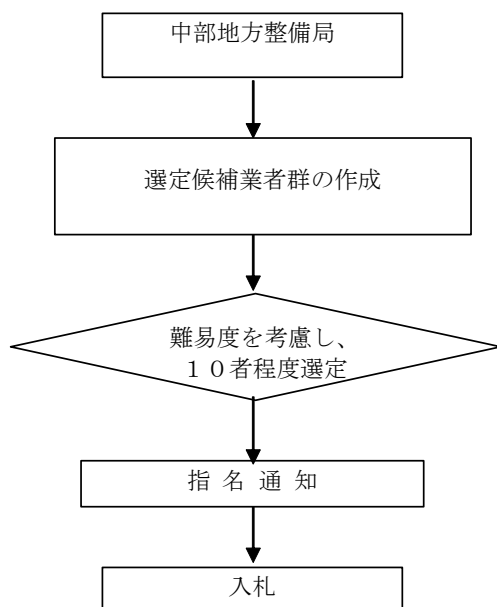 中部地方整備局
選定候補業者群の作成
難易度を考慮し、
１０者程度選定
指 名 通 知
入札